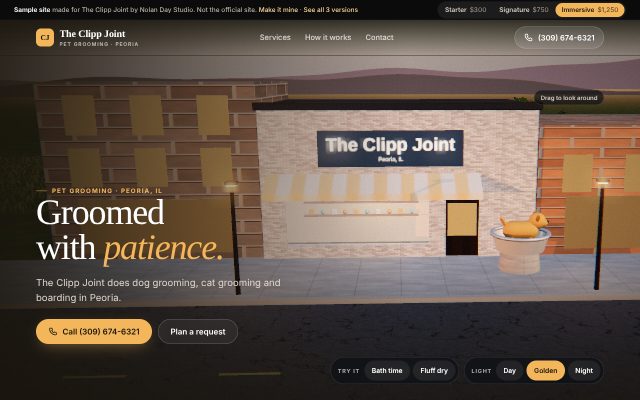 Sample site made for The Clipp Joint by Nolan Day Studio. Not the official site. Make it mine · See all 3 versions
Starter $300 Signature $750 Immersive $1,250
CJ The Clipp Joint
PET GROOMING · PEORIA
Services How it works Contact
(309) 674-6321
Drag to look around
The Clipp Joint
Peoria, IL
PET GROOMING · PEORIA, IL
Groomed
with patience.
The Clipp Joint does dog grooming, cat grooming and
boarding in Peoria.
Call (309) 674-6321 Plan a request
TRY IT Bath time Fluff dry LIGHT Day Golden Night